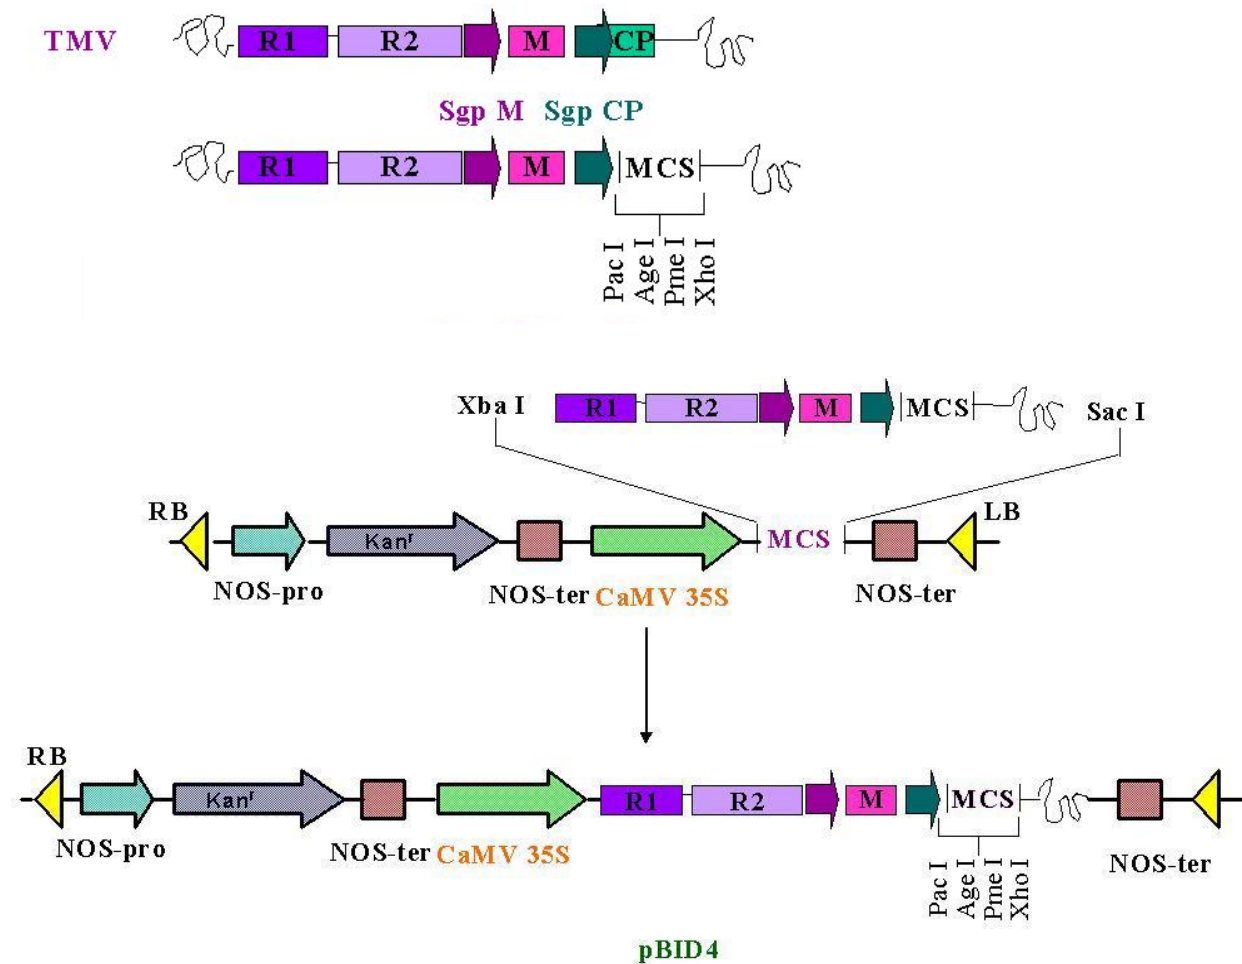 TMV R1 R2 M CP
Sgp M Sgp CP
R1 R2 M MCS
Pac I
Age I
Pme I
Xho I
Xba I R1 R2 M MCS Sac I
RB LB
Kanʳ MCS
NOS-pro NOS-ter CaMV 35S NOS-ter
RB
Kanʳ R1 R2 M MCS
NOS-pro NOS-ter CaMV 35S NOS-ter
Pac I
Age I
Pme I
Xho I
pBID4